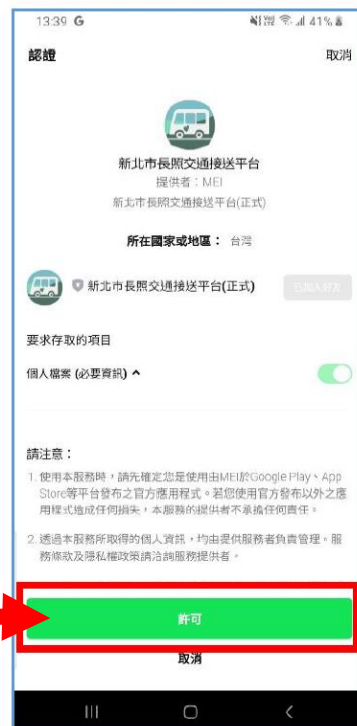 13:39 G 41%
認證 取消
新北市長照交通接送平台
提供者：MEI
新北市長照交通接送平台(正式)
所在國家或地區： 台灣
新北市長照交通接送平台(正式) 已加入好友
要求存取的項目
個人檔案 (必要資訊)
請注意：
1. 使用本服務時，請先確定您是使用由MEI於Google Play、App
Store等平台發布之官方應用程式。若您使用官方發布以外之應
用程式造成任何損失，本服務的提供者不承擔任何責任。
2. 透過本服務所取得的個人資訊，均由提供服務者負責管理。服
務條款及隱私權政策請洽詢服務提供者。
許可
取消